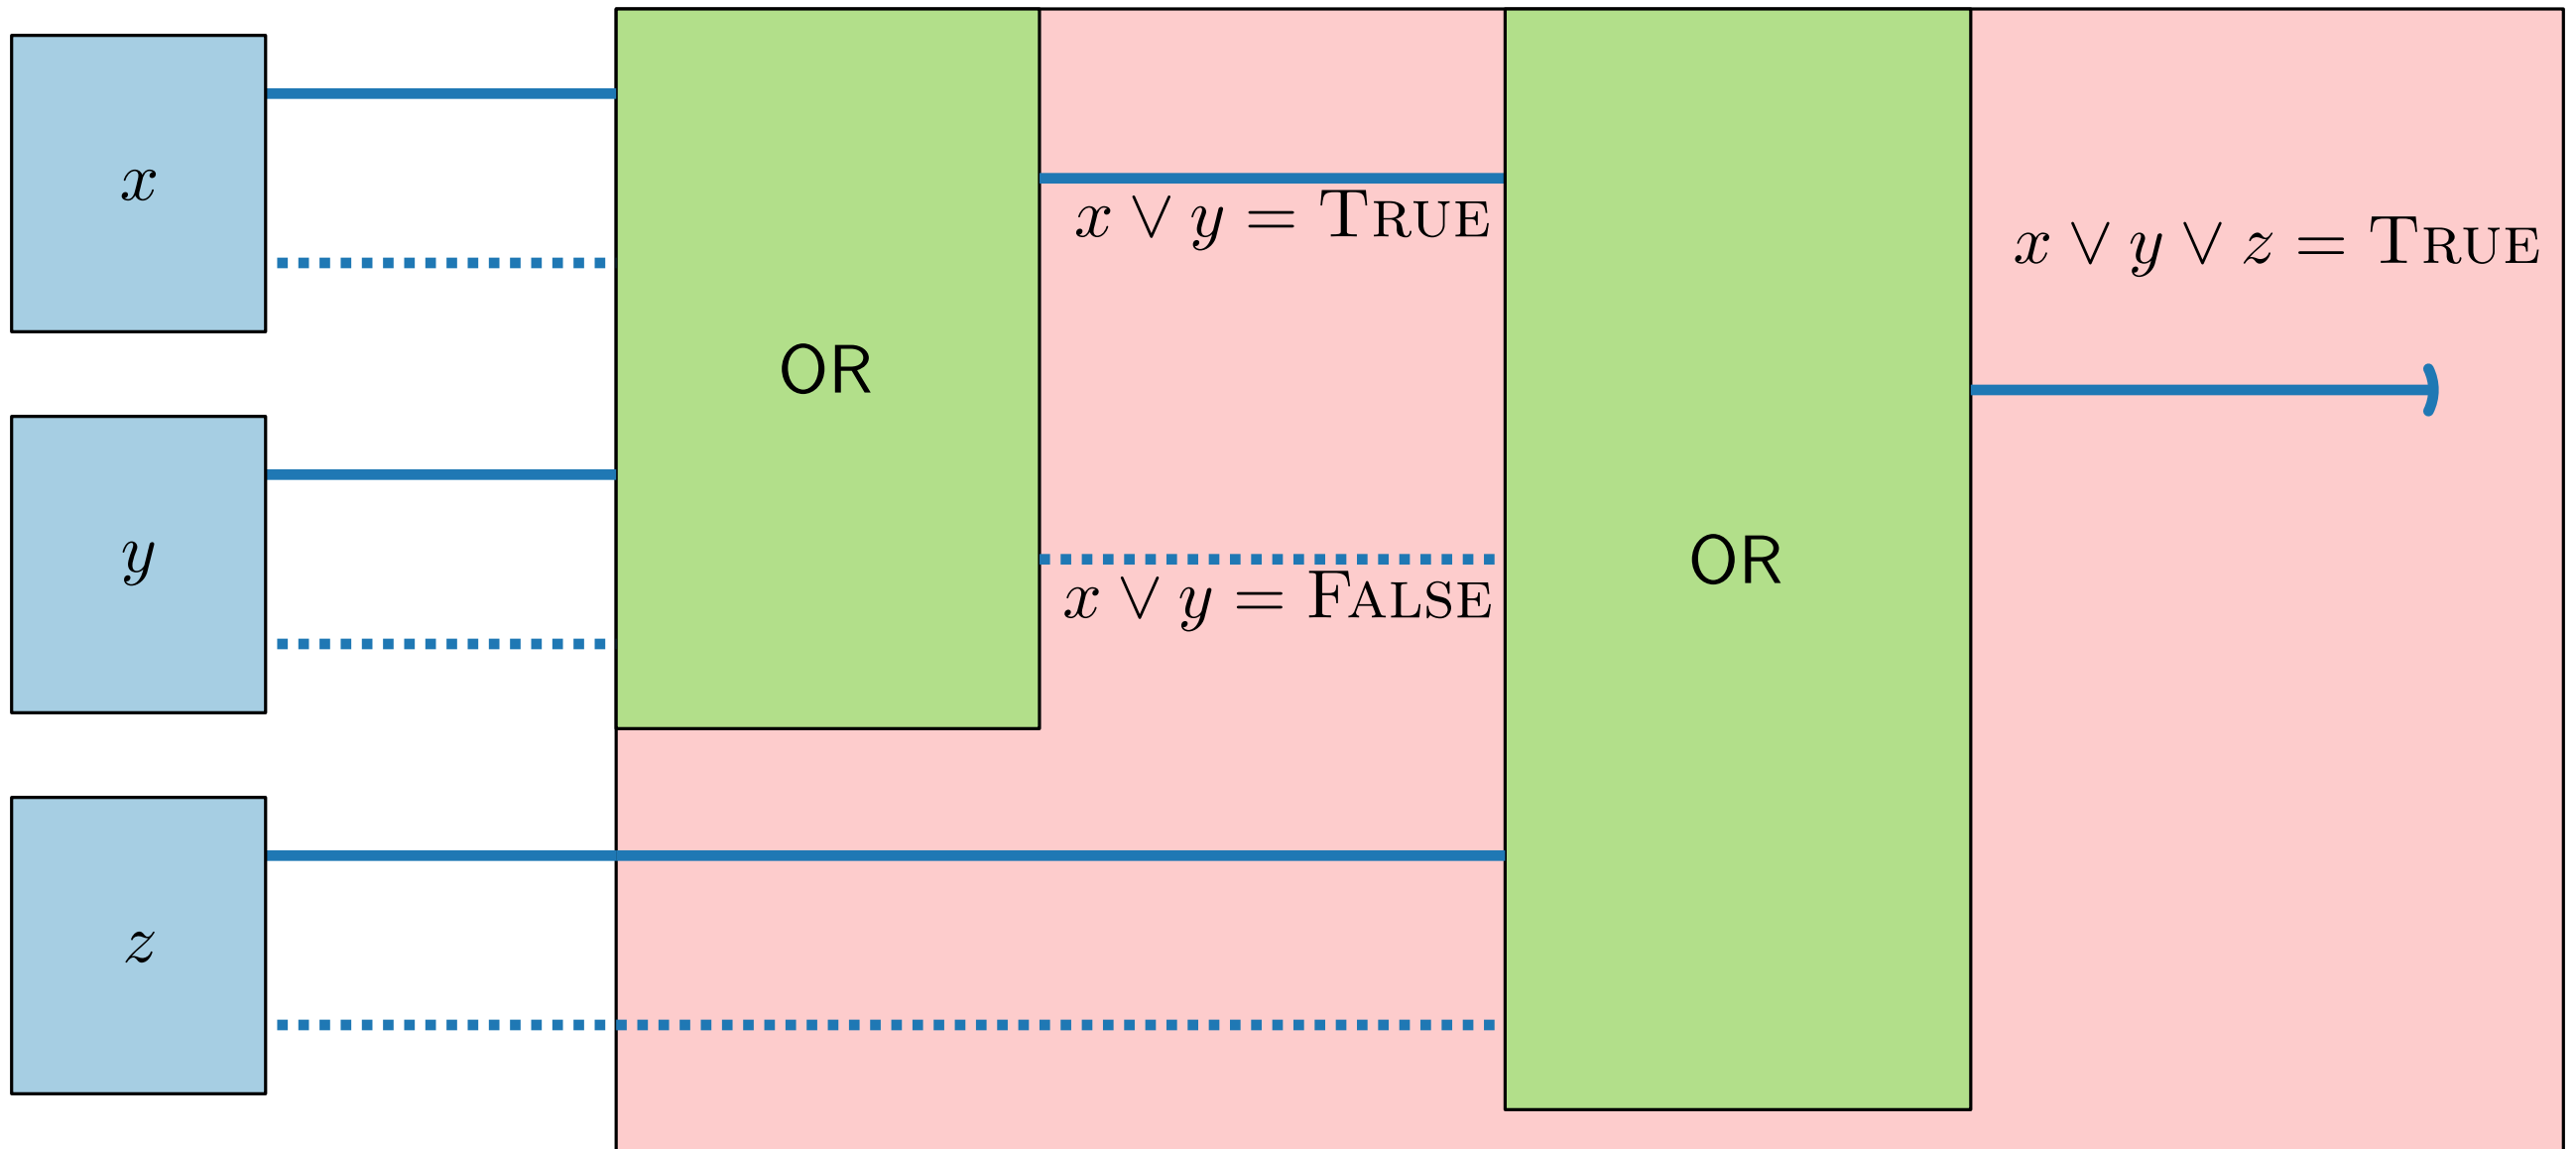 x
x ∨ y = TRUE
x ∨ y ∨ z = TRUE
OR
y
x ∨ y = FALSE
OR
z